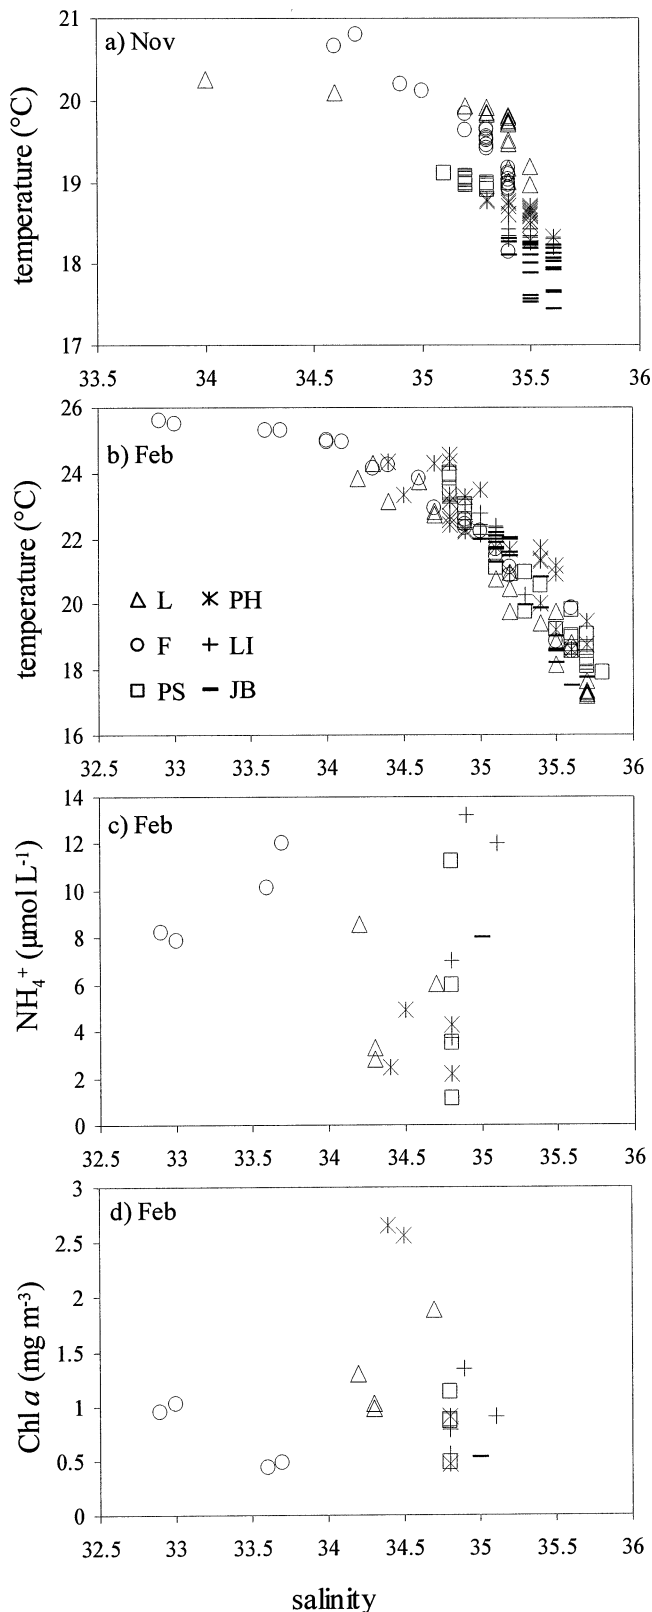 a) Nov
21
20
19
18
17
temperature (°C)
33.5 34 34.5 35 35.5 36
b) Feb
26
24
22
20
18
16
temperature (°C)
L PH
F LI
PS JB
32.5 33 33.5 34 34.5 35 35.5 36
c) Feb
14
12
10
8
6
4
2
0
NH₄⁺ (µmol L⁻¹)
32.5 33 33.5 34 34.5 35 35.5 36
d) Feb
3
2.5
2
1.5
1
0.5
0
Chl a (mg m⁻³)
32.5 33 33.5 34 34.5 35 35.5 36
salinity